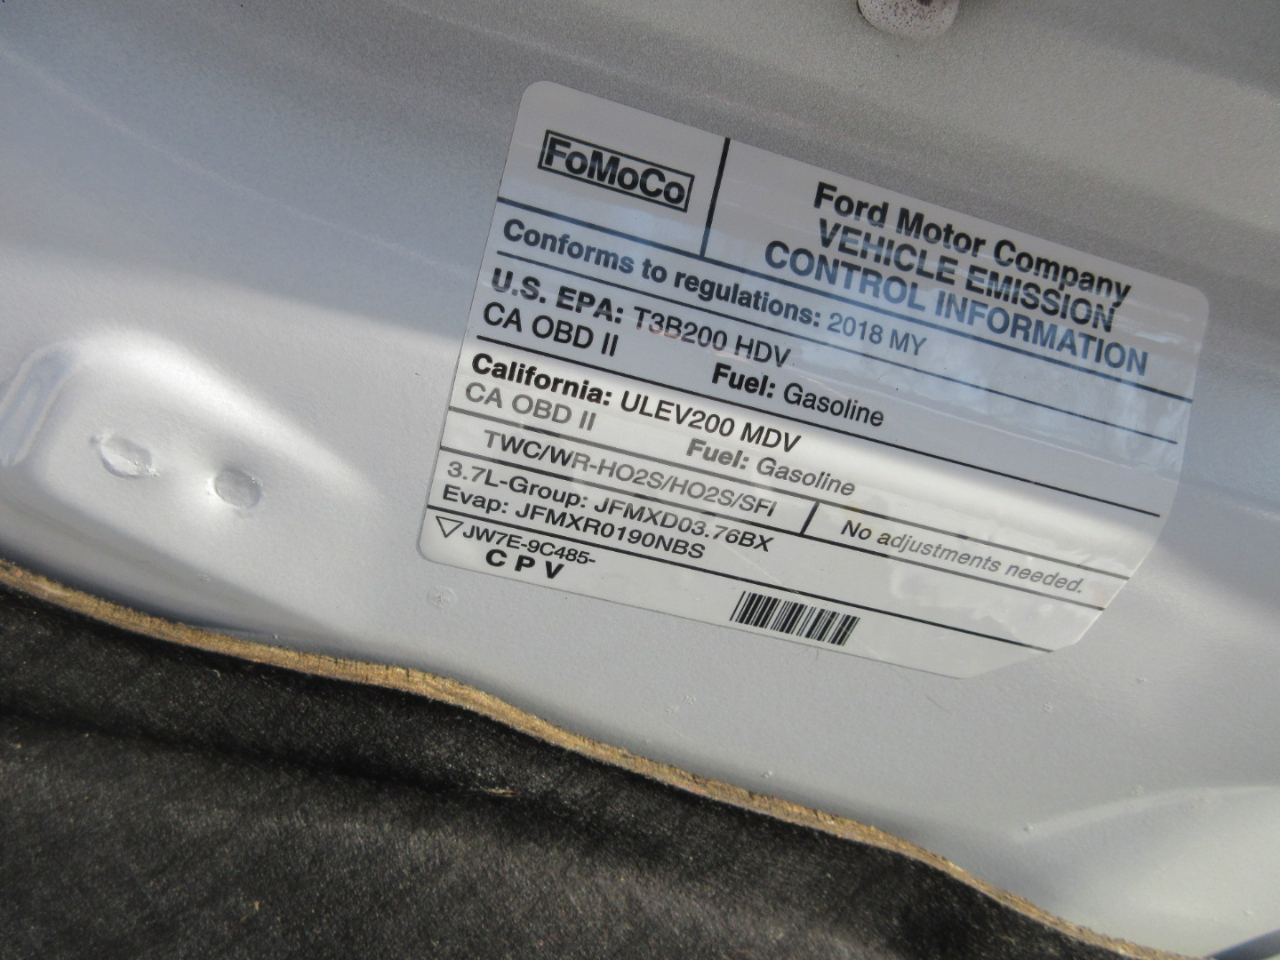 FoMoCo
Ford Motor Company
VEHICLE EMISSION
CONTROL INFORMATION
Conforms to regulations: 2018 MY
U.S. EPA: T3B200 HDV
CA OBD II Fuel: Gasoline
California: ULEV200 MDV
CA OBD II Fuel: Gasoline
TWC/WR-HO2S/HO2S/SFI
No adjustments needed.
3.7L-Group: JFMXD03.76BX
Evap: JFMXR0190NBS
JW7E-9C485-
C P V